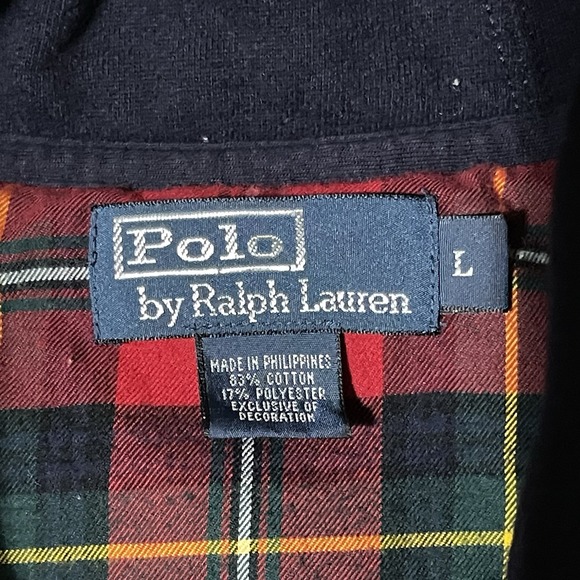 Polo
by Ralph Lauren
L
MADE IN PHILIPPINES
83% COTTON
17% POLYESTER
EXCLUSIVE OF
DECORATION